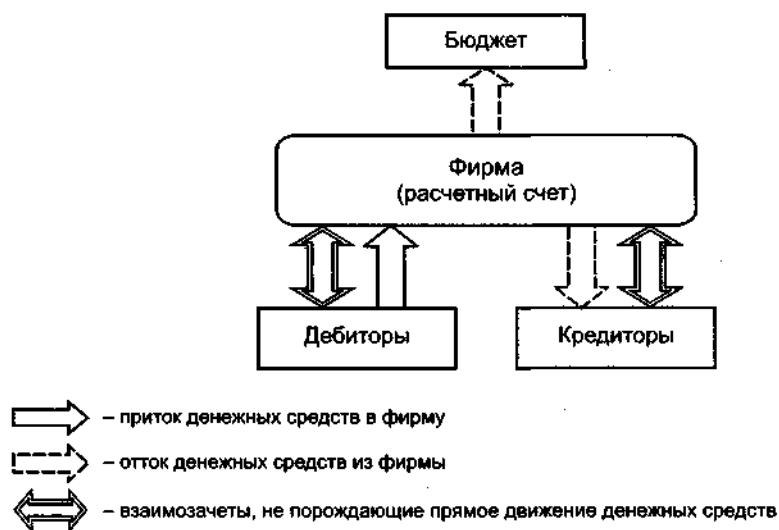 Бюджет
Фирма
(расчетный счет)
Дебиторы
Кредиторы
– приток денежных средств в фирму
– отток денежных средств из фирмы
– взаимозачеты, не порождающие прямое движение денежных средств